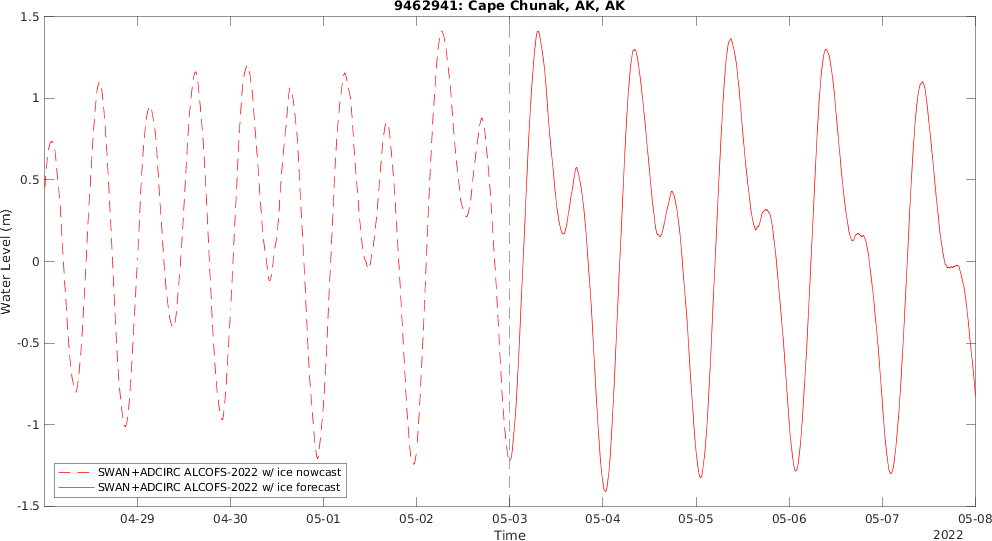 9462941: Cape Chunak, AK, AK
1.5
1
0.5
0
-0.5
-1
-1.5
Water Level (m)
SWAN+ADCIRC ALCOFS-2022 w/ ice nowcast
SWAN+ADCIRC ALCOFS-2022 w/ ice forecast
04-29 04-30 05-01 05-02 05-03 05-04 05-05 05-06 05-07 05-08
Time
2022